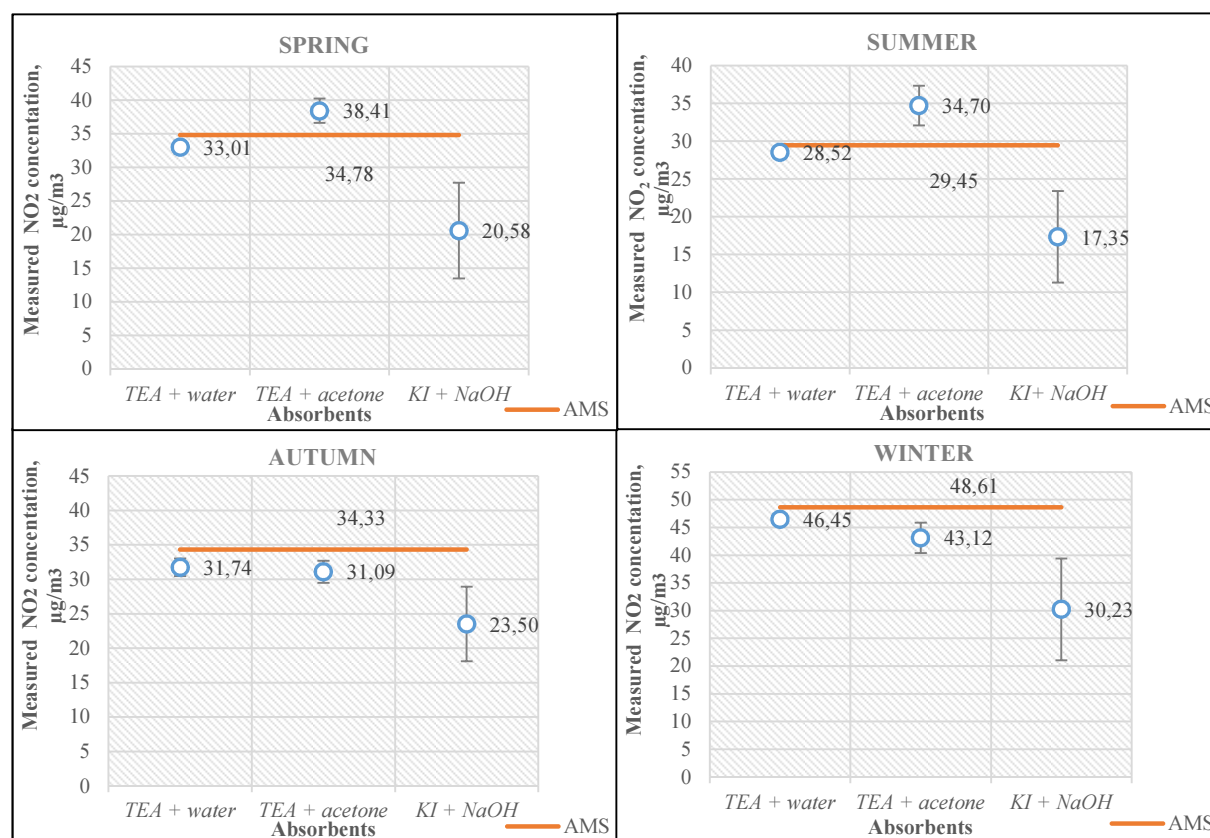 SPRING
Measured NO2 concentation,
µg/m3
45
40
35
30
25
20
15
10
5
0
38,41
33,01
34,78
20,58
TEA + water TEA + acetone KI + NaOH
Absorbents
AMS
SUMMER
Measured NO₂ concentation,
µg/m3
40
35
30
25
20
15
10
5
0
34,70
28,52
29,45
17,35
TEA + water TEA + acetone KI + NaOH
Absorbents
AMS
AUTUMN
Measured NO2 concentation,
µg/m3
45
40
35
30
25
20
15
10
5
0
34,33
31,74
31,09
23,50
TEA + water TEA + acetone KI + NaOH
Absorbents
AMS
WINTER
Measured NO2 concentation,
µg/m3
55
50
45
40
35
30
25
20
15
10
5
0
48,61
46,45
43,12
30,23
TEA + water TEA + acetone KI + NaOH
Absorbents
AMS